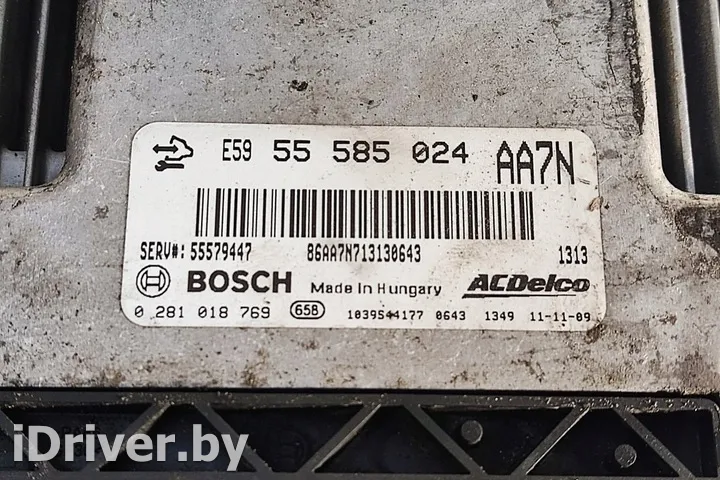 E59 55 585 024 AA7N
SERV#: 55579447 86AA7N713130643 1313
BOSCH Made in Hungary ACDelco
0 281 018 769 658 1039S44177 0643 1349 11-11-09
iDriver.by